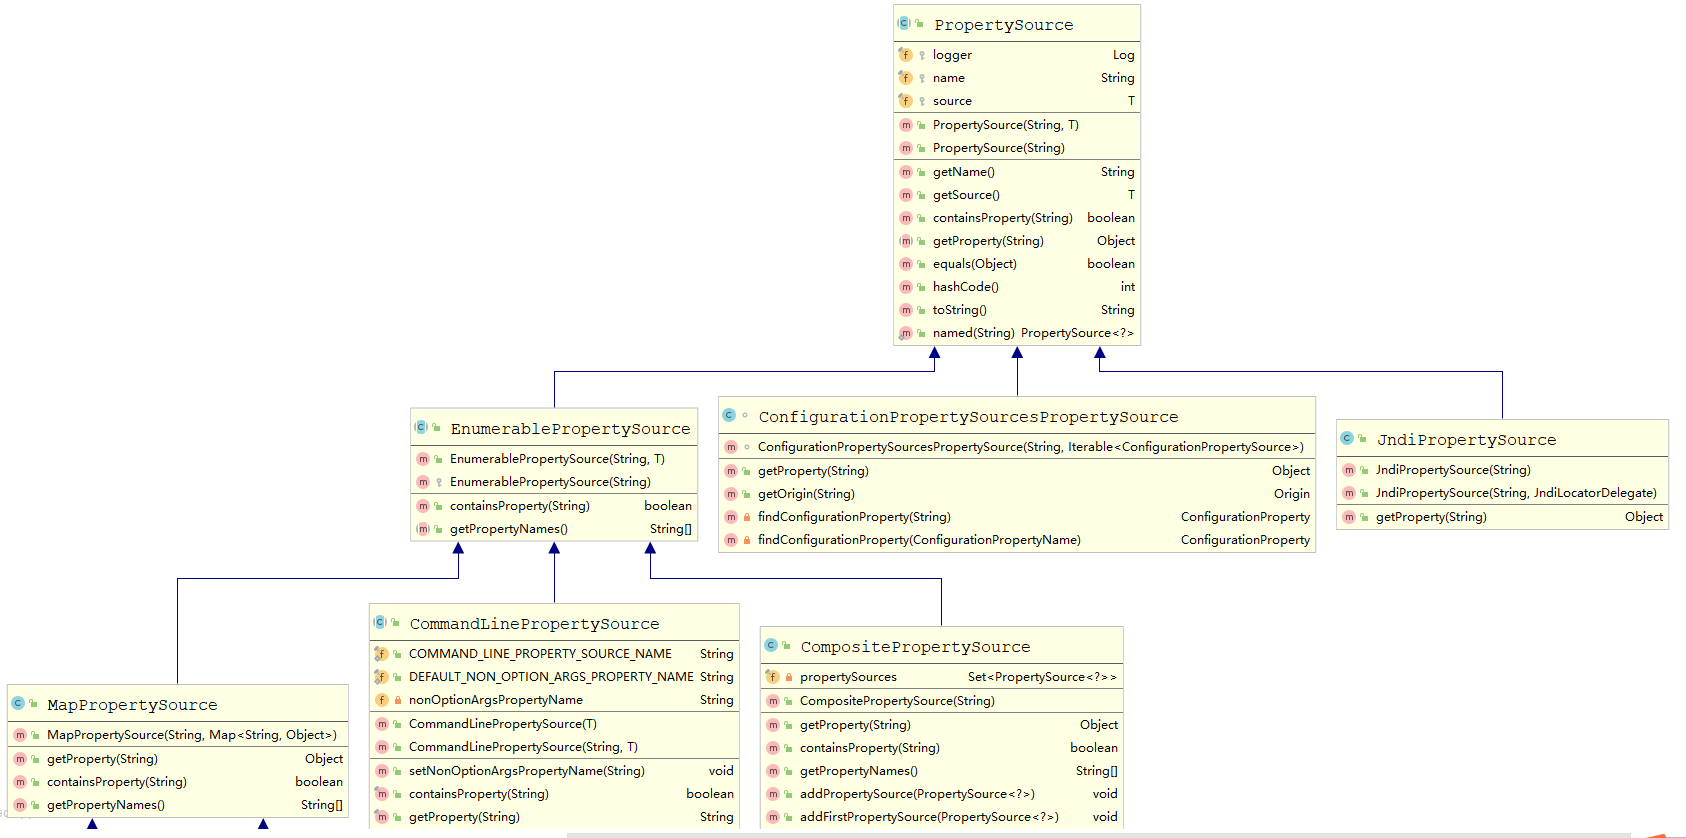 PropertySource
logger Log
name String
source T
PropertySource(String, T)
PropertySource(String)
getName() String
getSource() T
containsProperty(String) boolean
getProperty(String) Object
equals(Object) boolean
hashCode() int
toString() String
named(String) PropertySource<?>
EnumerablePropertySource
EnumerablePropertySource(String, T)
EnumerablePropertySource(String)
containsProperty(String) boolean
getPropertyNames() String[]
ConfigurationPropertySourcesPropertySource
ConfigurationPropertySourcesPropertySource(String, Iterable<ConfigurationPropertySource>)
getProperty(String) Object
getOrigin(String) Origin
findConfigurationProperty(String) ConfigurationProperty
findConfigurationProperty(ConfigurationPropertyName) ConfigurationProperty
JndiPropertySource
JndiPropertySource(String)
JndiPropertySource(String, JndiLocatorDelegate)
getProperty(String) Object
MapPropertySource
MapPropertySource(String, Map<String, Object>)
getProperty(String) Object
containsProperty(String) boolean
getPropertyNames() String[]
CommandLinePropertySource
COMMAND_LINE_PROPERTY_SOURCE_NAME String
DEFAULT_NON_OPTION_ARGS_PROPERTY_NAME String
nonOptionArgsPropertyName String
CommandLinePropertySource(T)
CommandLinePropertySource(String, T)
setNonOptionArgsPropertyName(String) void
containsProperty(String) boolean
getProperty(String) String
CompositePropertySource
propertySources Set<PropertySource<?>>
CompositePropertySource(String)
getProperty(String) Object
containsProperty(String) boolean
getPropertyNames() String[]
addPropertySource(PropertySource<?>) void
addFirstPropertySource(PropertySource<?>) void